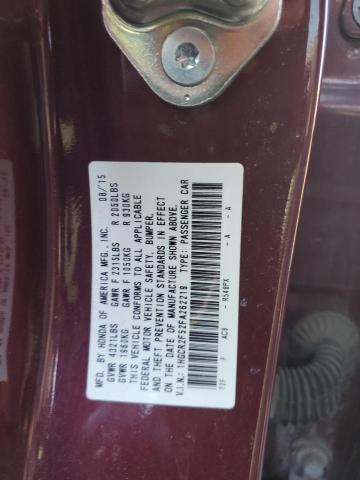 MFD. BY HONDA OF AMERICA MFG., INC. 08/15
GVWR 4321LBS GAWR F 2315LBS R 2050LBS
GVWR 1960KG GAWR F 1050KG R 930KG
THIS VEHICLE CONFORMS TO ALL APPLICABLE
FEDERAL MOTOR VEHICLE SAFETY, BUMPER,
AND THEFT PREVENTION STANDARDS IN EFFECT
ON THE DATE OF MANUFACTURE SHOWN ABOVE.
V.I.N.: 1HGCR2F52FA262219 TYPE: PASSENGER CAR
T2F F AC9 - R548PX - A - A